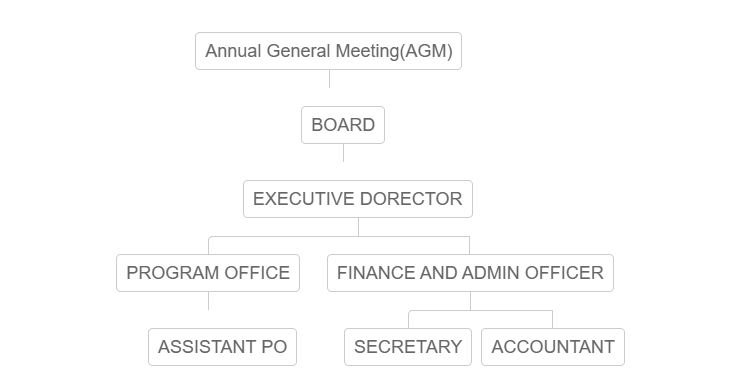 Annual General Meeting(AGM)
BOARD
EXECUTIVE DORECTOR
PROGRAM OFFICE
FINANCE AND ADMIN OFFICER
ASSISTANT PO
SECRETARY
ACCOUNTANT